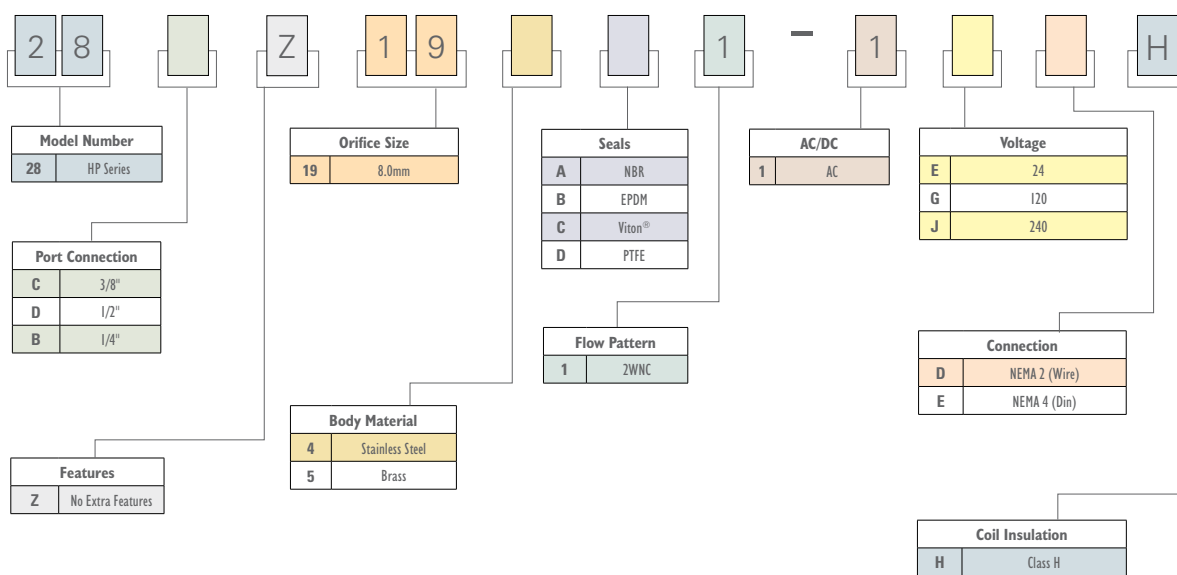 2 8 Z 1 9 1 – 1 H
Model Number
28 HP Series
Port Connection
C 3/8"
D 1/2"
B 1/4"
Features
Z No Extra Features
Orifice Size
19 8.0mm
Body Material
4 Stainless Steel
5 Brass
Seals
A NBR
B EPDM
C Viton®
D PTFE
Flow Pattern
1 2WNC
AC/DC
1 AC
Voltage
E 24
G 120
J 240
Connection
D NEMA 2 (Wire)
E NEMA 4 (Din)
Coil Insulation
H Class H